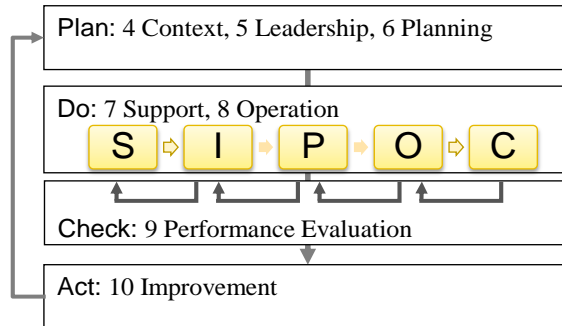 Plan: 4 Context, 5 Leadership, 6 Planning
Do: 7 Support, 8 Operation
S I P O C
Check: 9 Performance Evaluation
Act: 10 Improvement